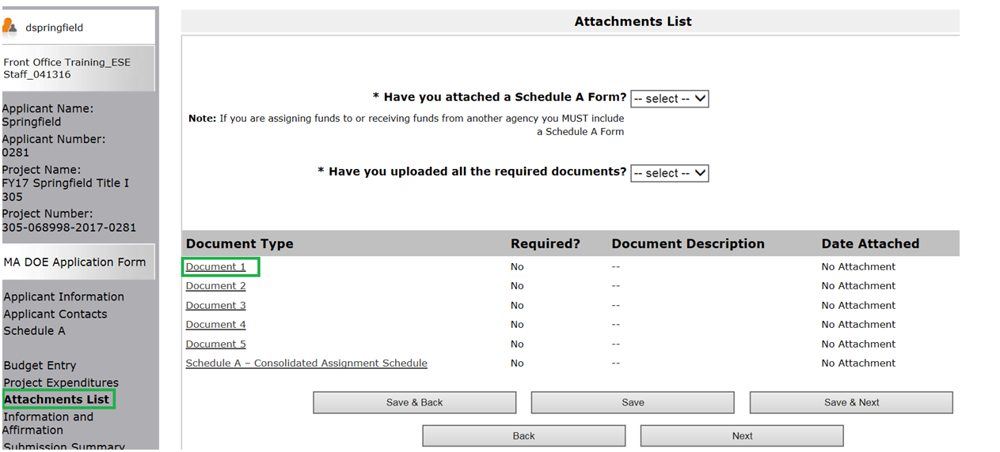 dspringfield
Front Office Training_ESE
Staff_041316
Applicant Name:
Springfield
Applicant Number:
0281
Project Name:
FY17 Springfield Title I
305
Project Number:
305-068998-2017-0281
MA DOE Application Form
Applicant Information
Applicant Contacts
Schedule A
Budget Entry
Project Expenditures
Attachments List
Information and
Affirmation
Submission Summary
Attachments List
* Have you attached a Schedule A Form? -- select --
Note: If you are assigning funds to or receiving funds from another agency you MUST include
a Schedule A Form
* Have you uploaded all the required documents? -- select --
Document Type Required? Document Description Date Attached
Document 1 No -- No Attachment
Document 2 No -- No Attachment
Document 3 No -- No Attachment
Document 4 No -- No Attachment
Document 5 No -- No Attachment
Schedule A – Consolidated Assignment Schedule No -- No Attachment
Save & Back Save Save & Next
Back Next